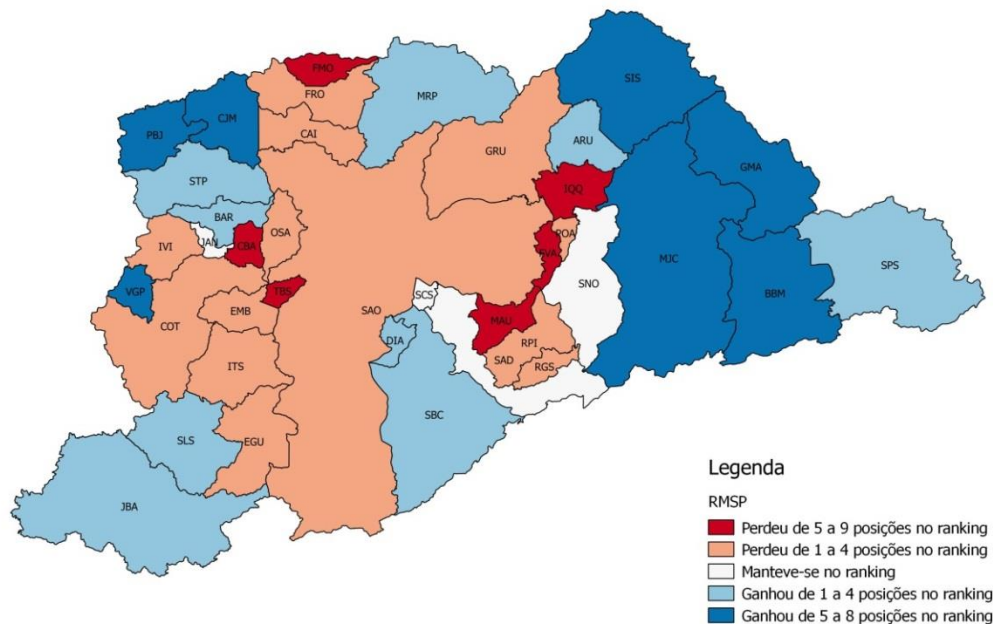 FMO
FRO
MRP
SIS
PBJ
CJM
CAI
GRU
ARU
GMA
STP
IQQ
BAR
JAN
CBA
OSA
IVI
POA
FVA
MJC
SNO
SPS
VGP
TBS
BBM
COT
EMB
SAO
SCS
MAU
DIA
RPI
ITS
SAD
RGS
SBC
SLS
EGU
JBA
Legenda
RMSP
Perdeu de 5 a 9 posições no ranking
Perdeu de 1 a 4 posições no ranking
Manteve-se no ranking
Ganhou de 1 a 4 posições no ranking
Ganhou de 5 a 8 posições no ranking